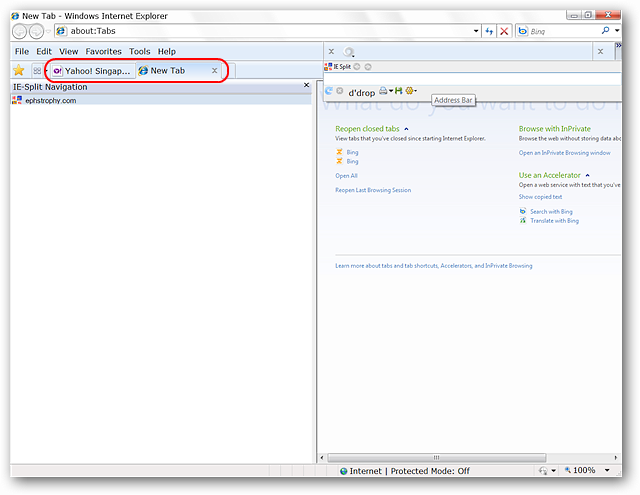 New Tab - Windows Internet Explorer
about:Tabs
Bing
File Edit View Favorites Tools Help
Yahoo! Singap... New Tab
IE-Split Navigation
ephstrophy.com
IE Split
d'drop
Address Bar
What do you want to do n
Reopen closed tabs
View tabs that you've closed since starting Internet Explorer.
Bing
Bing
Open All
Reopen Last Browsing Session
Browse with InPrivate
Browse the web without storing data abo
Open an InPrivate Browsing window
Use an Accelerator
Open a web service with text that you've
Show copied text
Search with Bing
Translate with Bing
Learn more about tabs and tab shortcuts, Accelerators, and InPrivate Browsing
Internet | Protected Mode: Off
100%